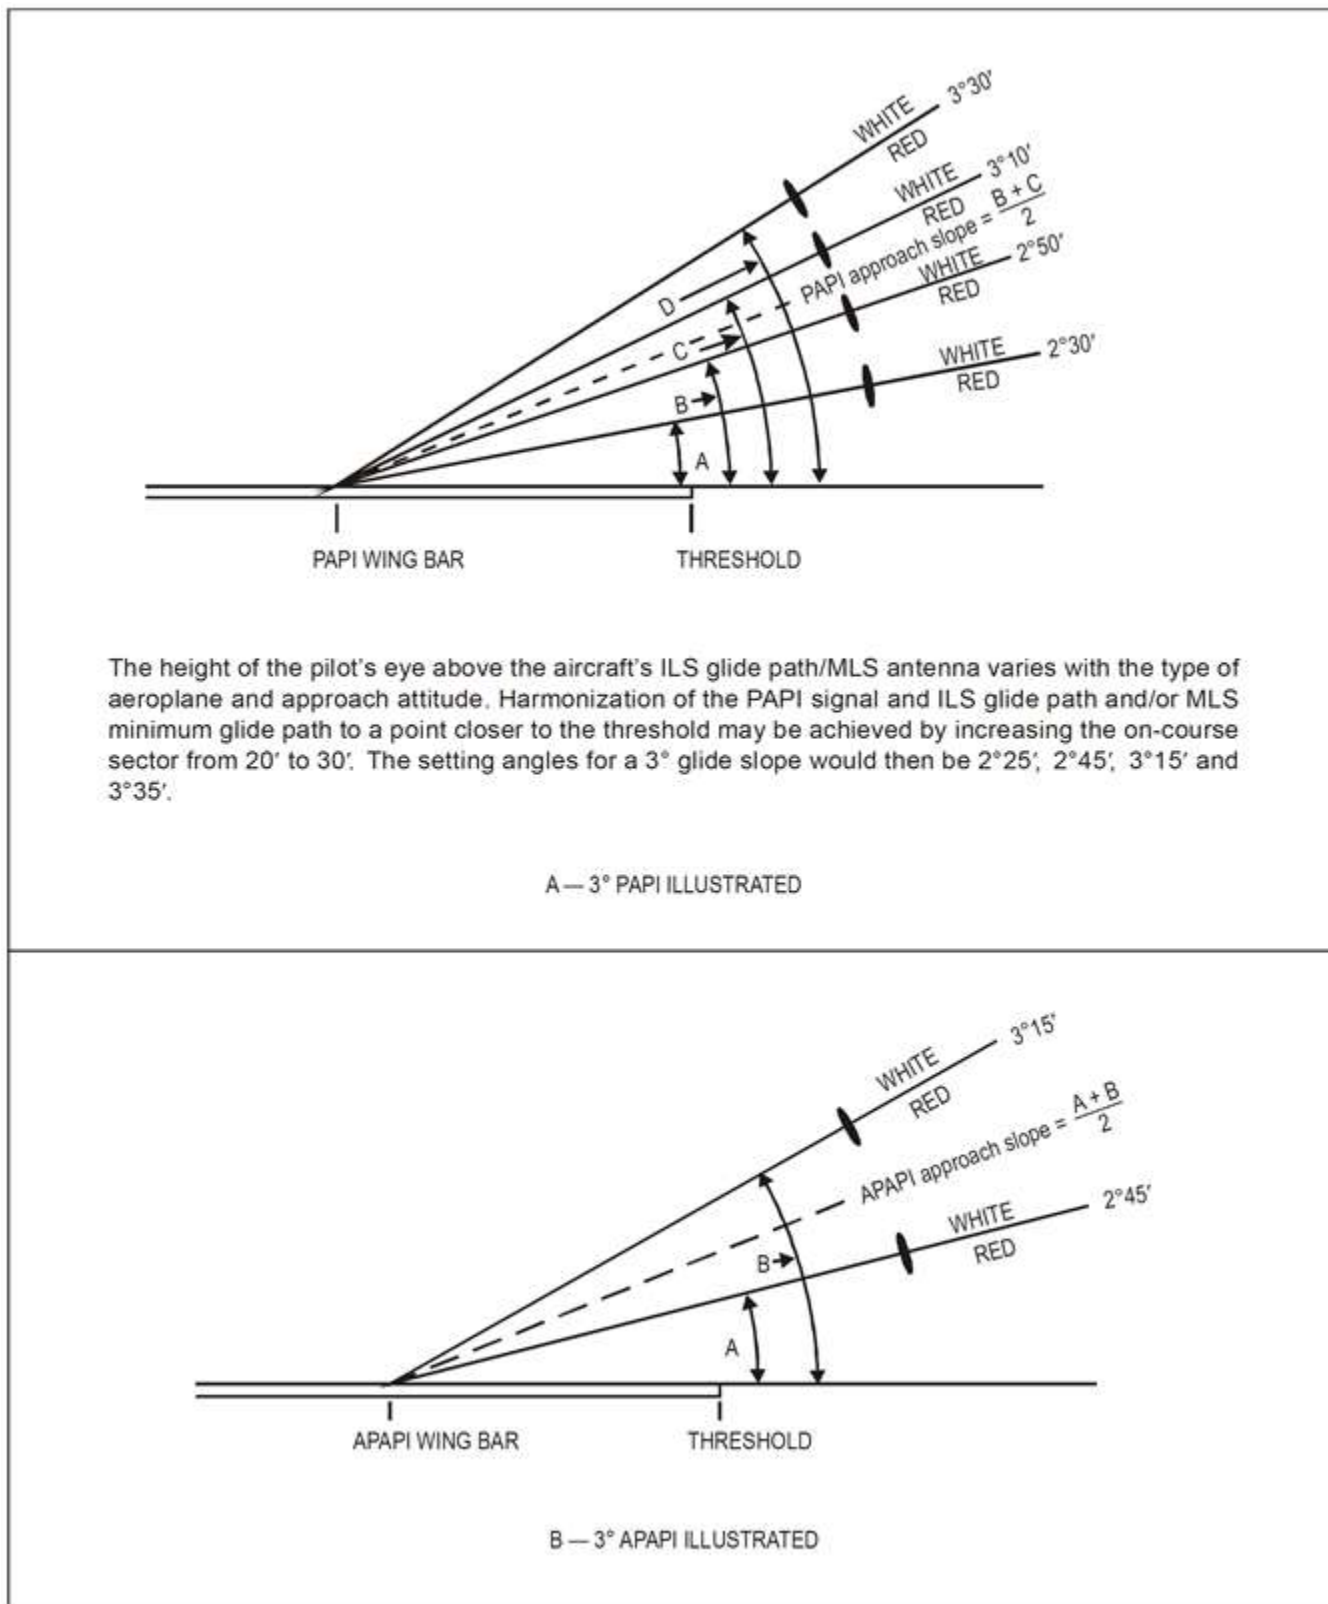 WHITE 3°30′
RED
WHITE 3°10′
RED
PAPI approach slope = B + C
2
WHITE 2°50′
RED
D
C
WHITE 2°30′
RED
B
A
PAPI WING BAR THRESHOLD
The height of the pilot's eye above the aircraft's ILS glide path/MLS antenna varies with the type of
aeroplane and approach attitude. Harmonization of the PAPI signal and ILS glide path and/or MLS
minimum glide path to a point closer to the threshold may be achieved by increasing the on-course
sector from 20′ to 30′. The setting angles for a 3° glide slope would then be 2°25′, 2°45′, 3°15′ and
3°35′.
A — 3° PAPI ILLUSTRATED
WHITE 3°15′
RED
APAPI approach slope = A + B
2
WHITE 2°45′
RED
B
A
APAPI WING BAR THRESHOLD
B — 3° APAPI ILLUSTRATED